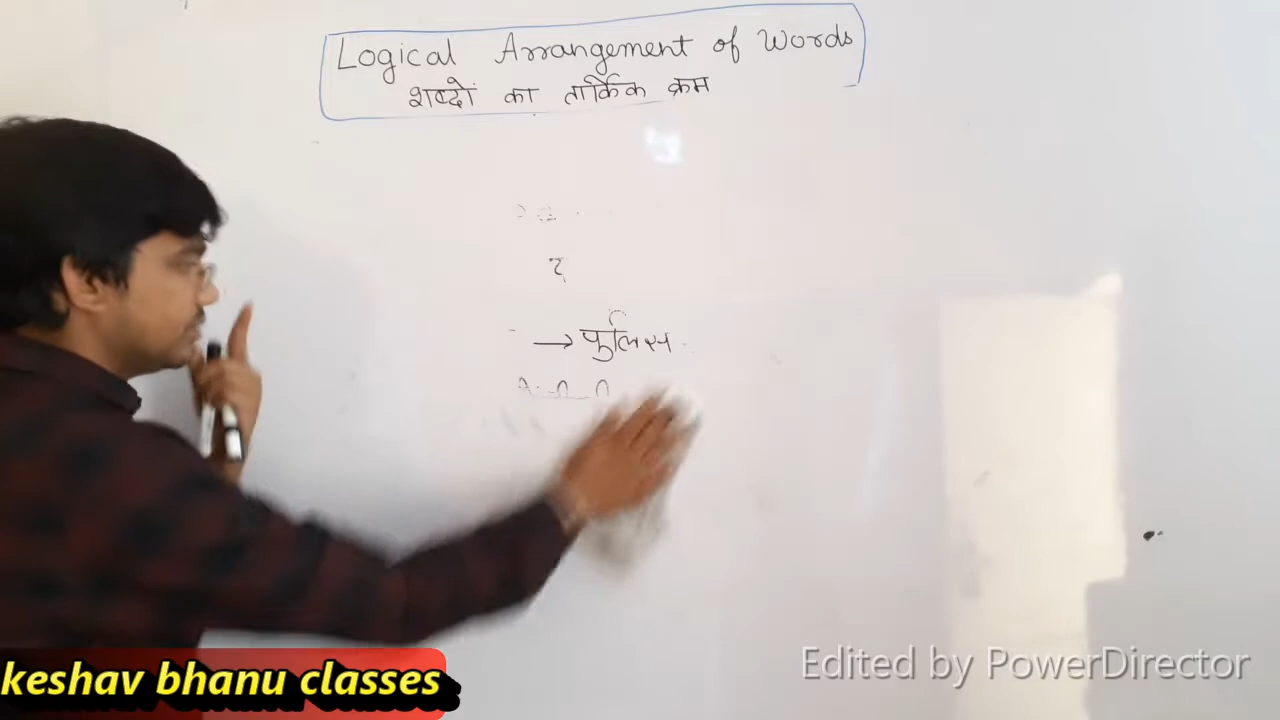 Logical Arrangement of Words
शब्दों का तार्किक क्रम
→ पुलिस
keshav bhanu classes
Edited by PowerDirector